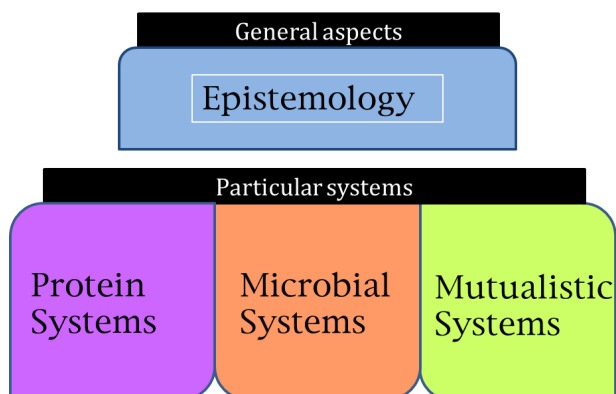 General aspects
Epistemology
Particular systems
Protein
Systems
Microbial
Systems
Mutualistic
Systems